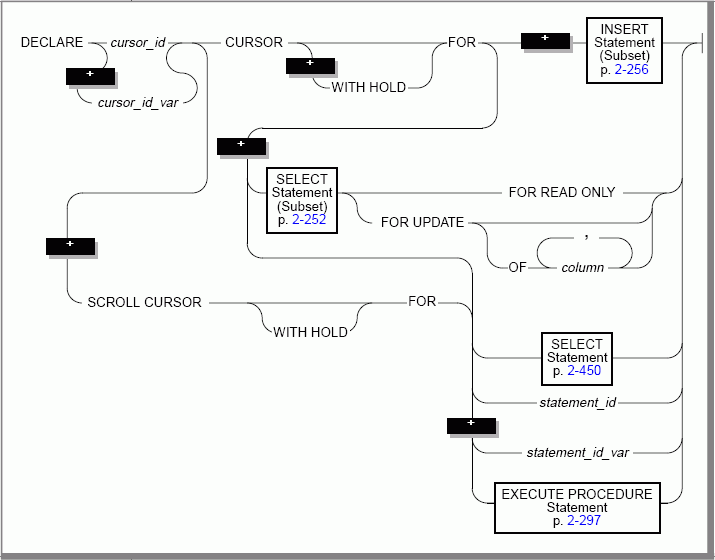 DECLARE cursor_id CURSOR FOR + INSERT
Statement
(Subset)
p. 2-256
+
cursor_id_var
+
WITH HOLD
+
SELECT
Statement
(Subset)
p. 2-252
FOR READ ONLY
FOR UPDATE
,
OF column
+
SCROLL CURSOR FOR
WITH HOLD
SELECT
Statement
p. 2-450
statement_id
+
statement_id_var
EXECUTE PROCEDURE
Statement
p. 2-297